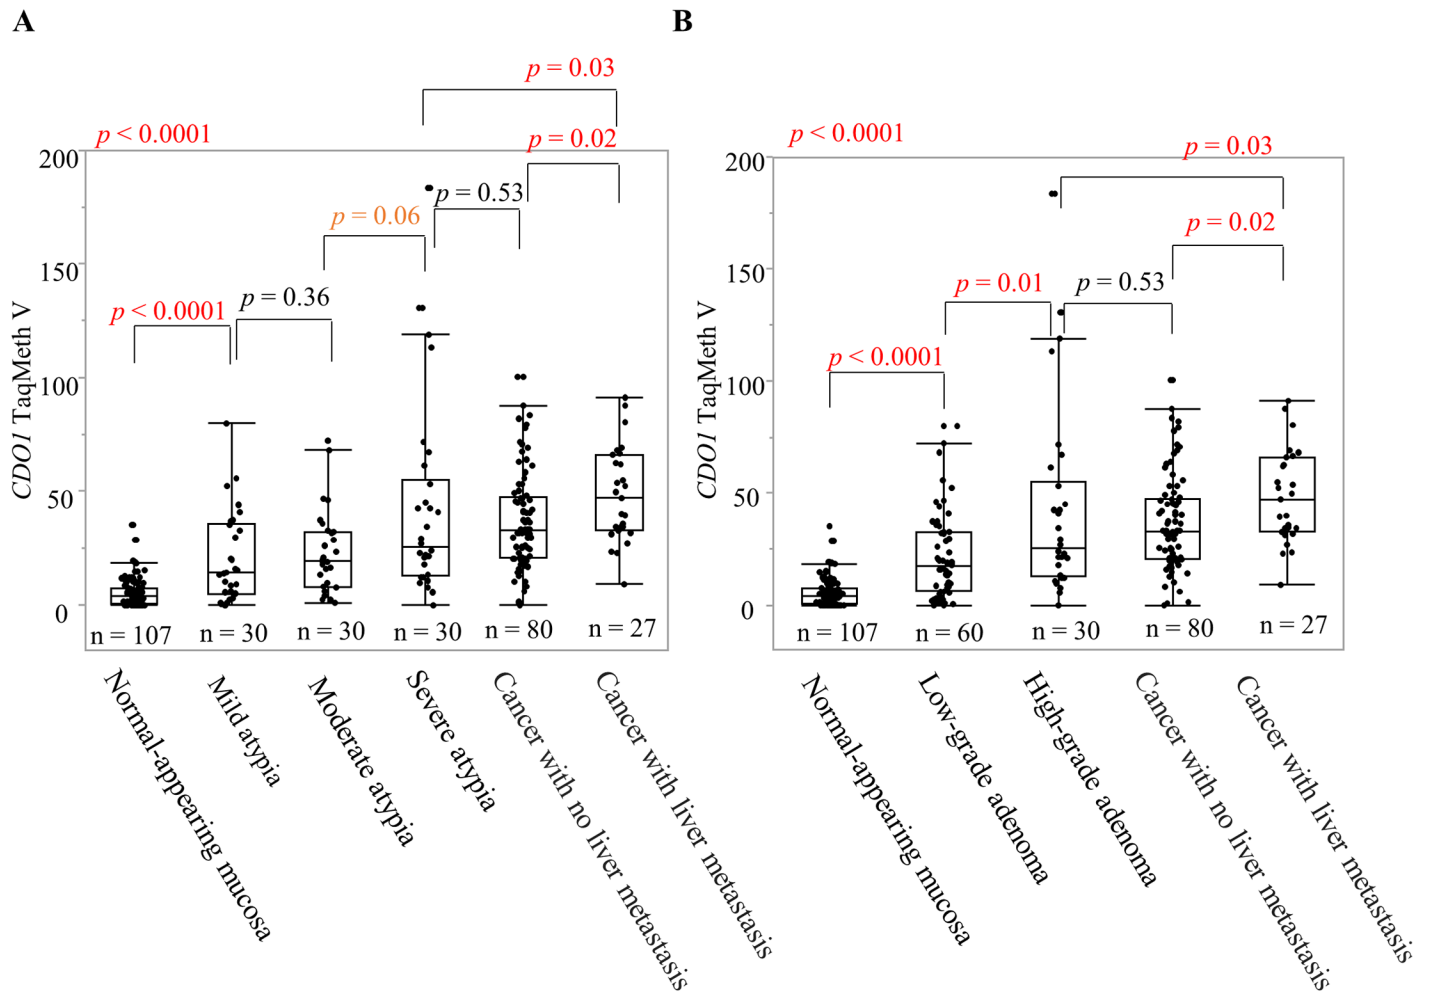 A
p = 0.03
p < 0.0001
p = 0.02
200
p = 0.53
p = 0.06
150
p = 0.36
p < 0.0001
CDO1 TaqMeth V
100
50
0
n = 107
n = 30
n = 30
n = 30
n = 80
n = 27
Normal-appearing mucosa
Mild atypia
Moderate atypia
Severe atypia
Cancer with no liver metastasis
Cancer with liver metastasis
B
p < 0.0001
p = 0.03
200
p = 0.02
150
p = 0.01
p = 0.53
CDO1 TaqMeth V
p < 0.0001
100
50
0
n = 107
n = 60
n = 30
n = 80
n = 27
Normal-appearing mucosa
Low-grade adenoma
High-grade adenoma
Cancer with no liver metastasis
Cancer with liver metastasis